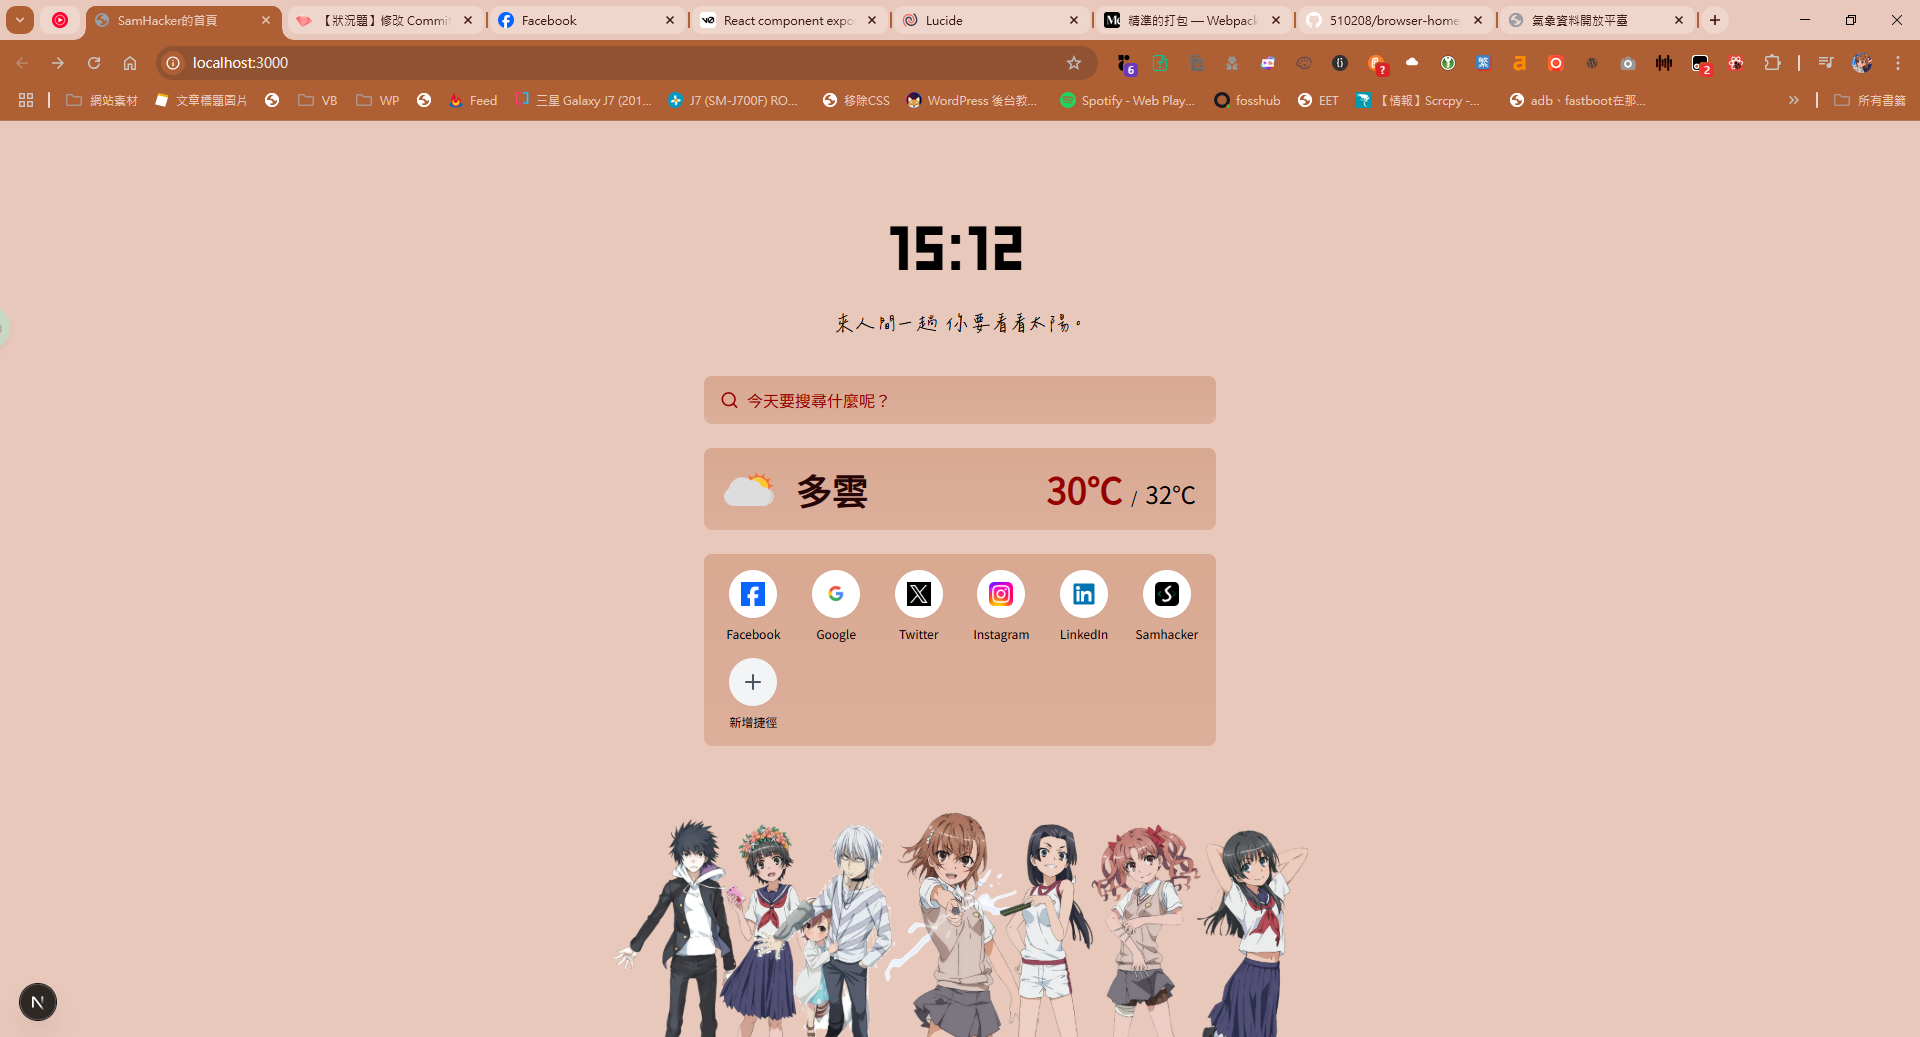 SamHacker的首頁
【狀況題】修改 Commit
Facebook
React component expo
Lucide
精準的打包 — Webpack
510208/browser-home
氣象資料開放平臺
localhost:3000
6
?
繁
2
網站素材
文章標題圖片
VB
WP
Feed
三星 Galaxy J7 (201...
J7 (SM-J700F) RO...
移除CSS
WordPress 後台教...
Spotify - Web Play...
fosshub
EET
【情報】Scrcpy -...
adb、fastboot在那...
所有書籤
15:12
來人間一趟 你要看看太陽。
今天要搜尋什麼呢？
多雲
30°C / 32°C
Facebook
Google
Twitter
Instagram
LinkedIn
Samhacker
新增捷徑
N